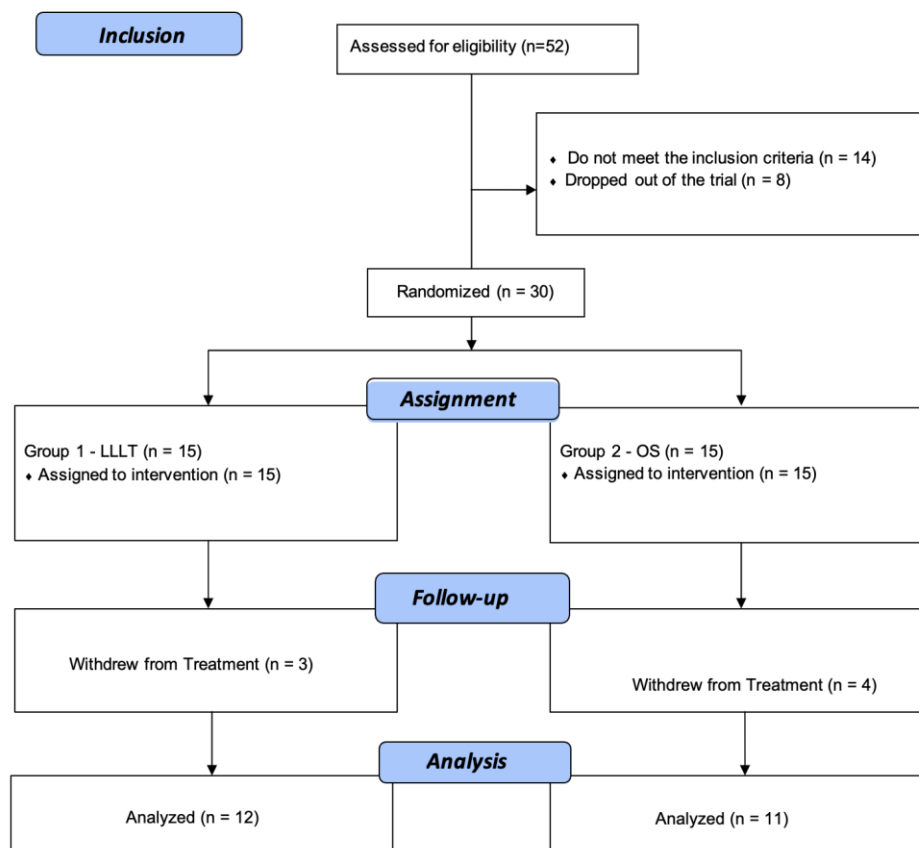 Inclusion
Assessed for eligibility (n=52)
♦ Do not meet the inclusion criteria (n = 14)
♦ Dropped out of the trial (n = 8)
Randomized (n = 30)
Assignment
Group 1 - LLLT (n = 15)
♦ Assigned to intervention (n = 15)
Group 2 - OS (n = 15)
♦ Assigned to intervention (n = 15)
Follow-up
Withdrew from Treatment (n = 3)
Withdrew from Treatment (n = 4)
Analysis
Analyzed (n = 12)
Analyzed (n = 11)